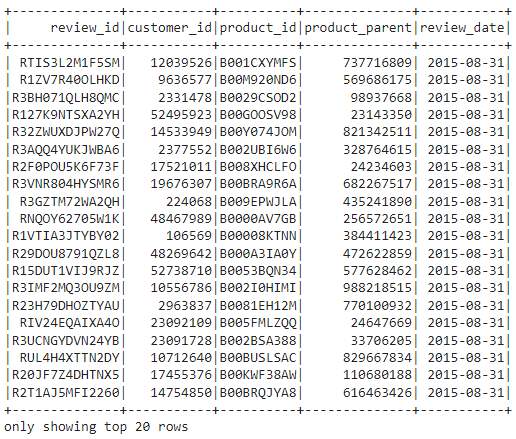 +--------------+-----------+----------+--------------+-----------+
|     review_id|customer_id|product_id|product_parent|review_date|
+--------------+-----------+----------+--------------+-----------+
| RTIS3L2M1F5SM|   12039526|B001CXYMFS|     737716809| 2015-08-31|
| R1ZV7R40OLHKD|    9636577|B00M920ND6|     569686175| 2015-08-31|
|R3BH071QLH8QMC|    2331478|B0029CSOD2|      98937668| 2015-08-31|
|R127K9NTSXA2YH|   52495923|B00GOOSV98|      23143350| 2015-08-31|
|R32ZWUXDJPW27Q|   14533949|B00Y074JOM|     821342511| 2015-08-31|
|R3AQQ4YUKJWBA6|    2377552|B002UBI6W6|     328764615| 2015-08-31|
|R2F0POU5K6F73F|   17521011|B008XHCLFO|      24234603| 2015-08-31|
|R3VNR804HYSMR6|   19676307|B00BRA9R6A|     682267517| 2015-08-31|
| R3GZTM72WA2QH|     224068|B009EPWJLA|     435241890| 2015-08-31|
| RNQOY62705W1K|   48467989|B0000AV7GB|     256572651| 2015-08-31|
|R1VTIA3JTYBY02|     106569|B00008KTNN|     384411423| 2015-08-31|
|R29DOU8791QZL8|   48269642|B000A3IA0Y|     472622859| 2015-08-31|
|R15DUT1VIJ9RJZ|   52738710|B0053BQN34|     577628462| 2015-08-31|
|R3IMF2MQ3OU9ZM|   10556786|B002I0HIMI|     988218515| 2015-08-31|
|R23H79DHOZTYAU|    2963837|B0081EH12M|     770100932| 2015-08-31|
| RIV24EQAIXA4O|   23092109|B005FMLZQQ|      24647669| 2015-08-31|
|R3UCNGYDVN24YB|   23091728|B002BSA388|      33706205| 2015-08-31|
| RUL4H4XTTN2DY|   10712640|B00BUSLSAC|     829667834| 2015-08-31|
|R20JF7Z4DHTNX5|   17455376|B00KWF38AW|     110680188| 2015-08-31|
|R2T1AJ5MFI2260|   14754850|B00BRQJYA8|     616463426| 2015-08-31|
+--------------+-----------+----------+--------------+-----------+
only showing top 20 rows